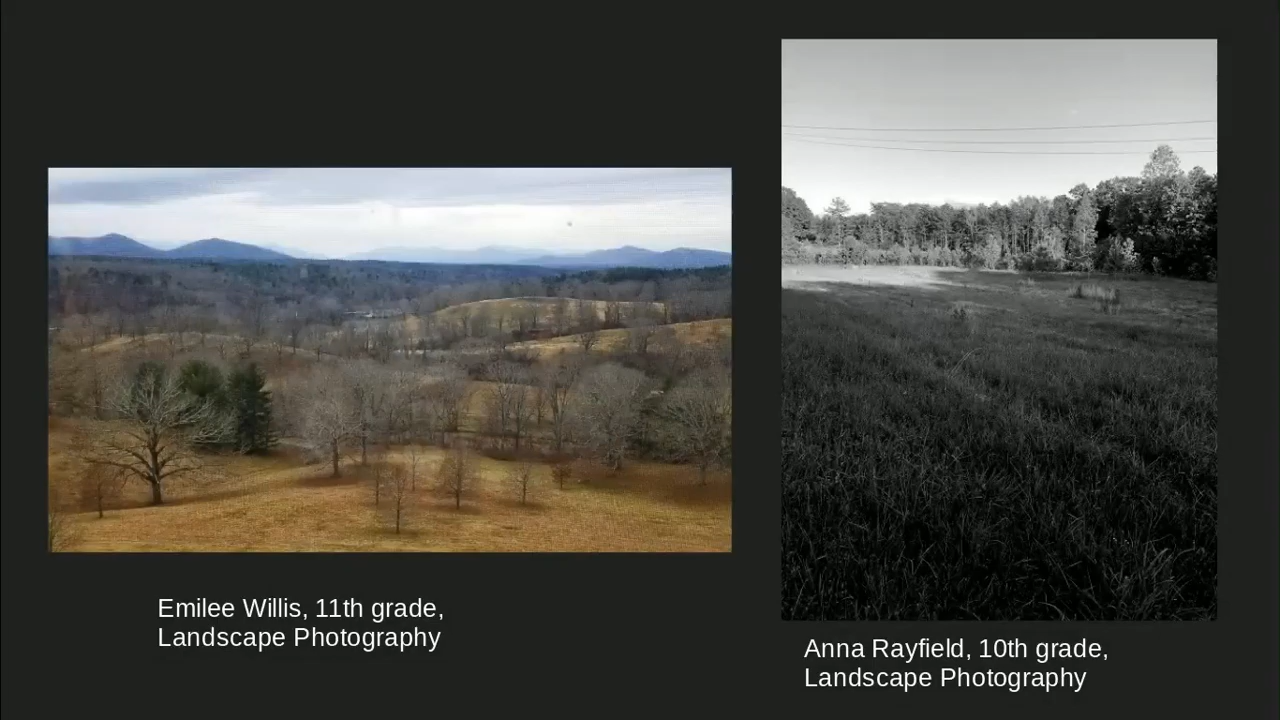 Emilee Willis, 11th grade,
Landscape Photography
Anna Rayfield, 10th grade,
Landscape Photography